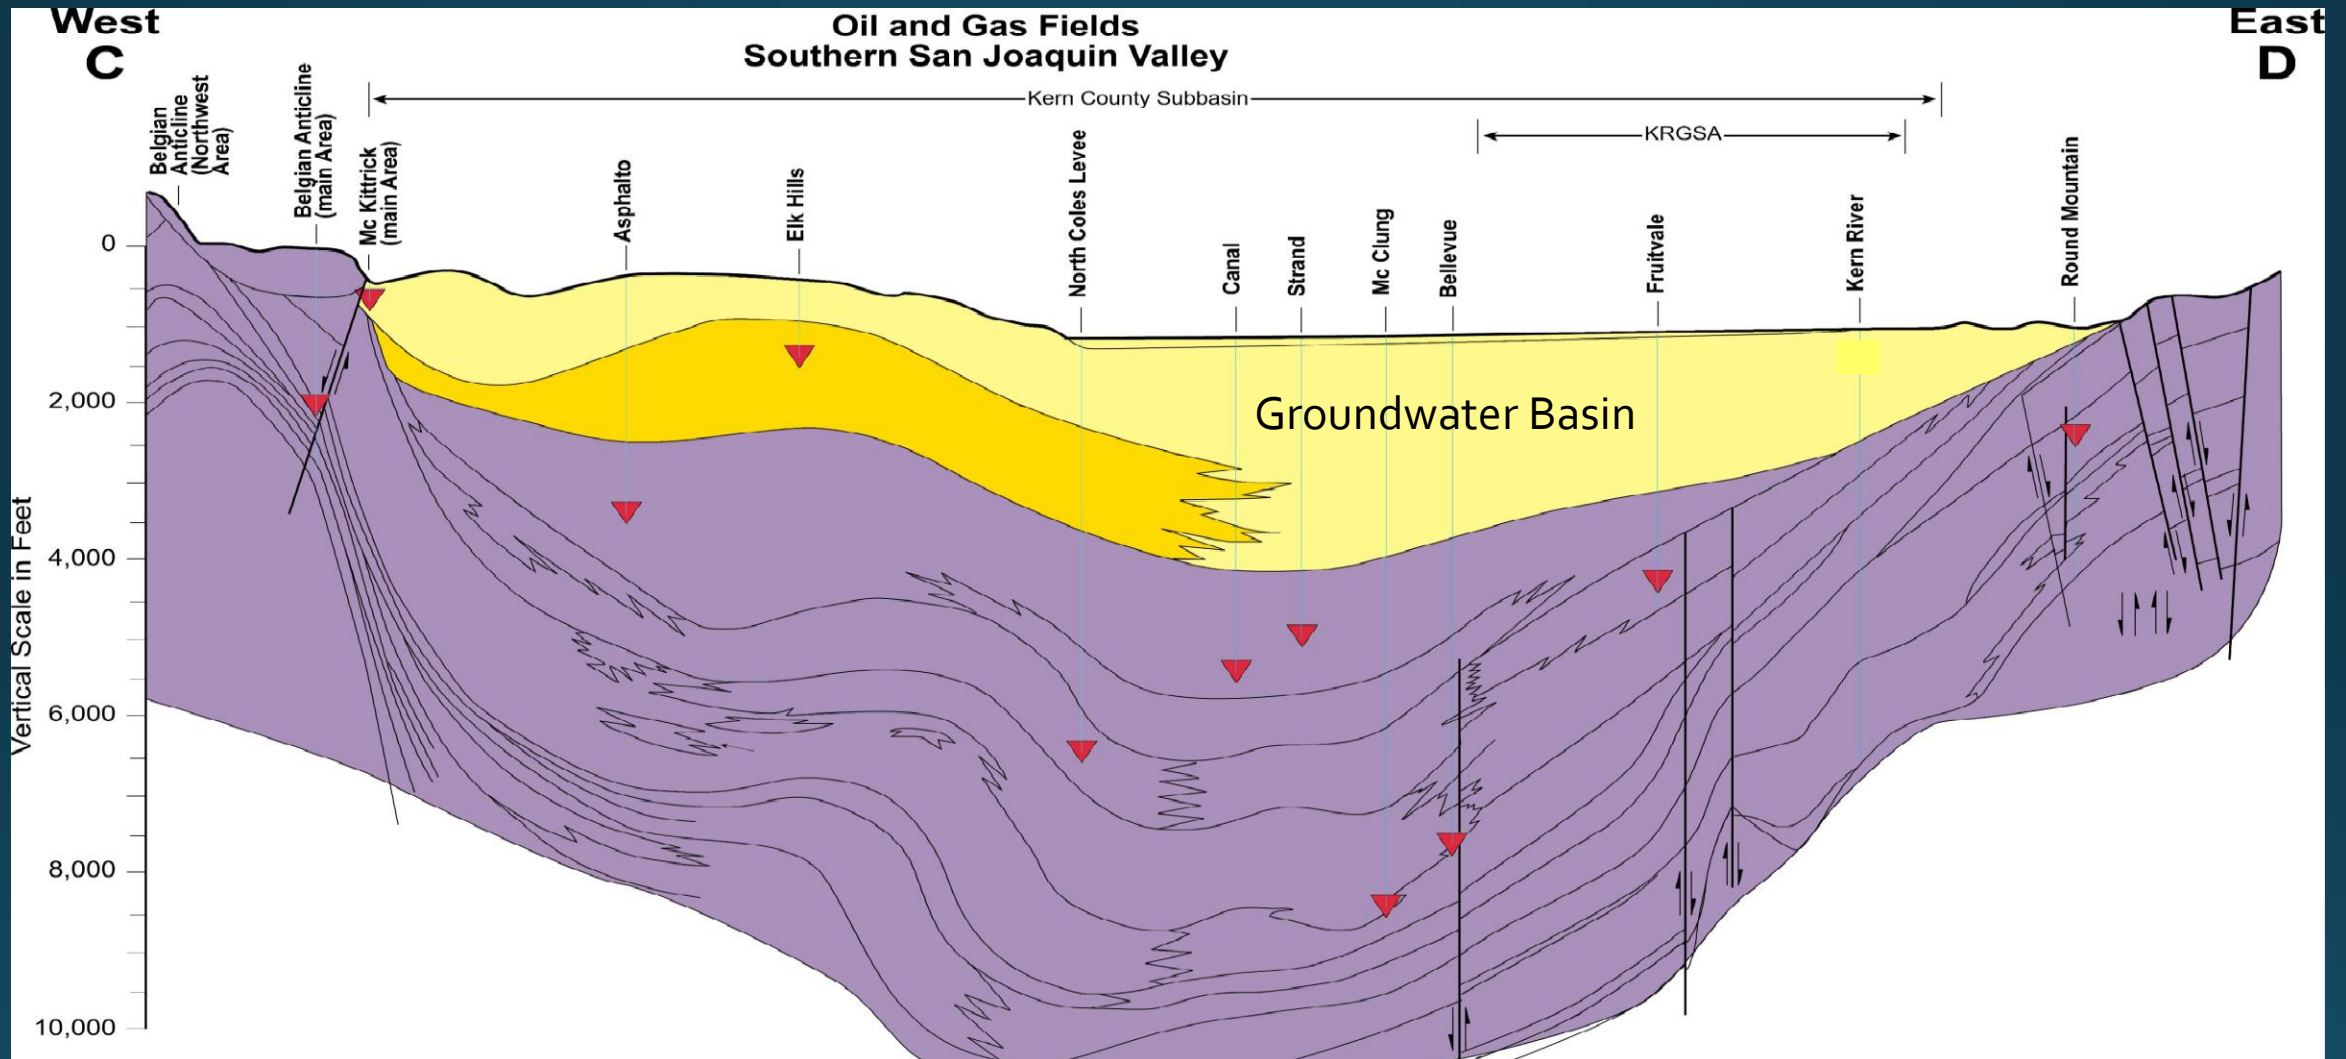 West
C
Oil and Gas Fields
Southern San Joaquin Valley
East
D
Kern County Subbasin
KRGSA
Belgian
Anticline
(Northwest
Area)
Belgian Anticline
(main Area)
Mc Kittrick
(main Area)
Asphalto
Elk Hills
North Coles Levee
Canal
Strand
Mc Clung
Bellevue
Fruitvale
Kern River
Round Mountain
Groundwater Basin
Vertical Scale in Feet
0
2,000
4,000
6,000
8,000
10,000